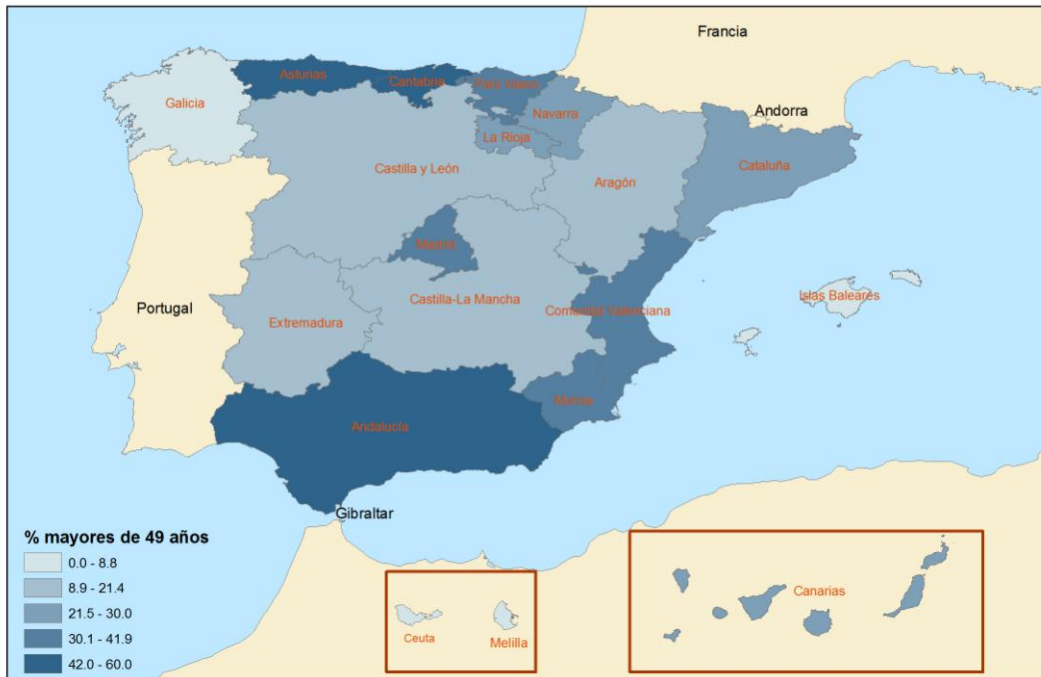 Francia
Asturias
Cantabria
País Vasco
Galicia
Andorra
Navarra
La Rioja
Cataluña
Castilla y León
Aragón
Madrid
Islas Baleares
Castilla-La Mancha
Portugal
Comunitat Valenciana
Extremadura
Murcia
Andalucía
Gibraltar
% mayores de 49 años
0.0 - 8.8
8.9 - 21.4
21.5 - 30.0
30.1 - 41.9
42.0 - 60.0
Ceuta
Melilla
Canarias